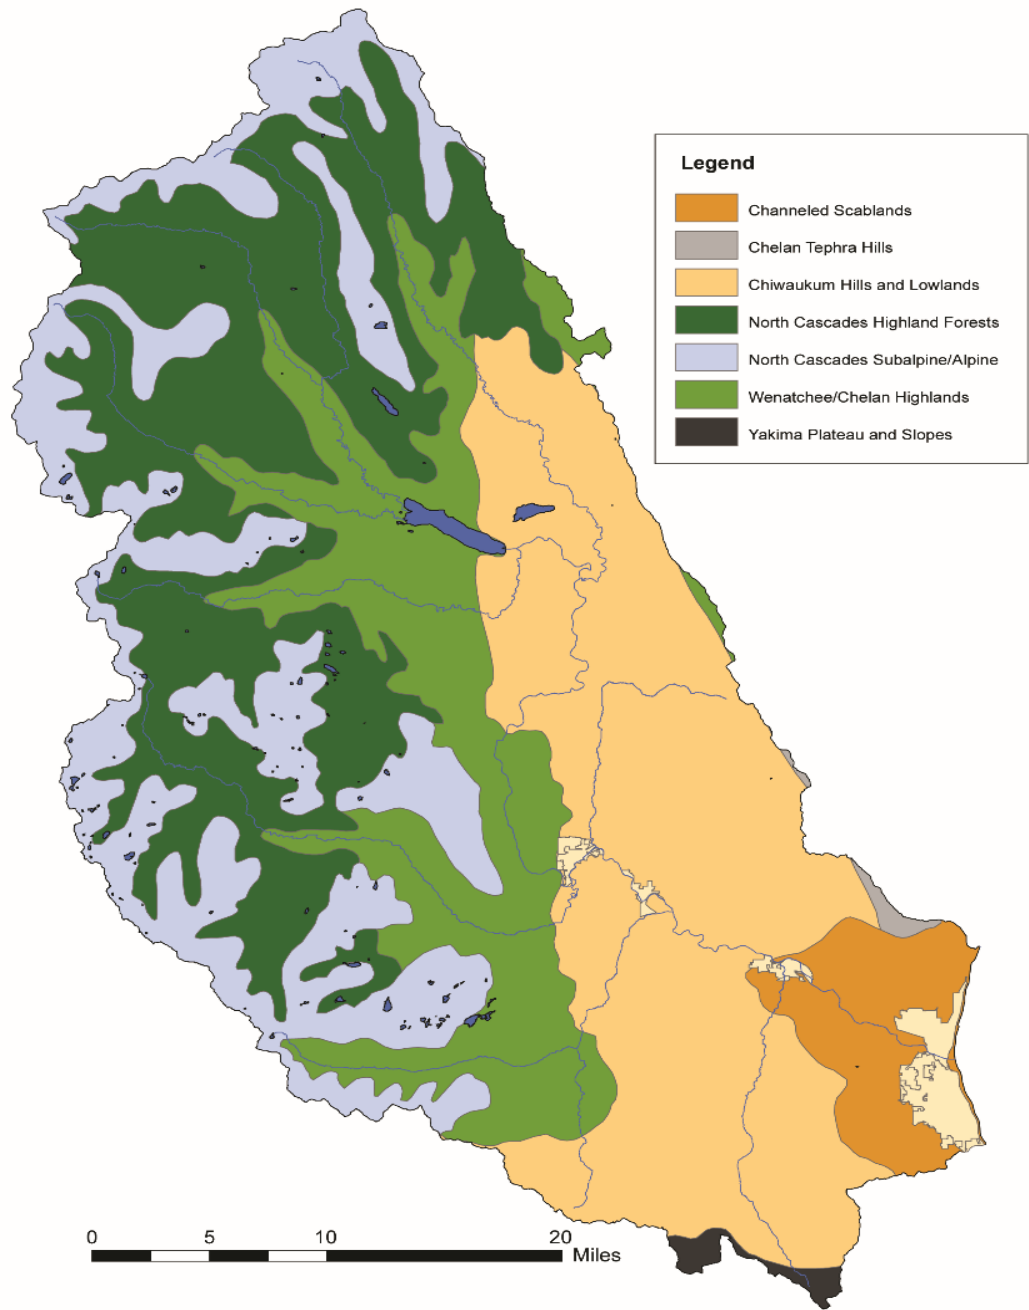 Legend
Channeled Scablands
Chelan Tephra Hills
Chiwaukum Hills and Lowlands
North Cascades Highland Forests
North Cascades Subalpine/Alpine
Wenatchee/Chelan Highlands
Yakima Plateau and Slopes
0 5 10 20
Miles